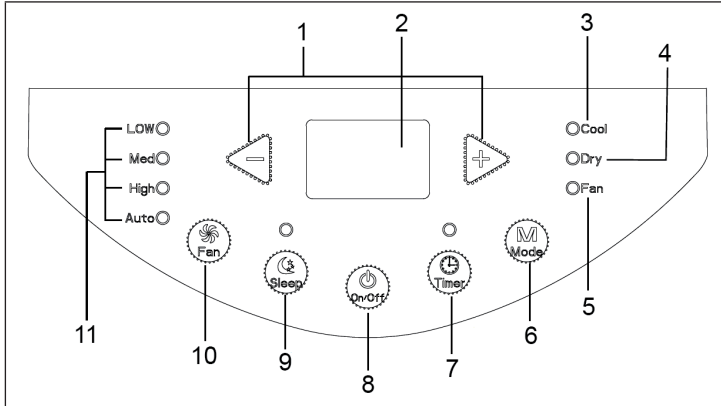 1
2
3
4
LOW
Med
High
Auto
−
+
Cool
Dry
Fan
Fan
Sleep
On/Off
Timer
M
Mode
5
6
7
8
9
10
11